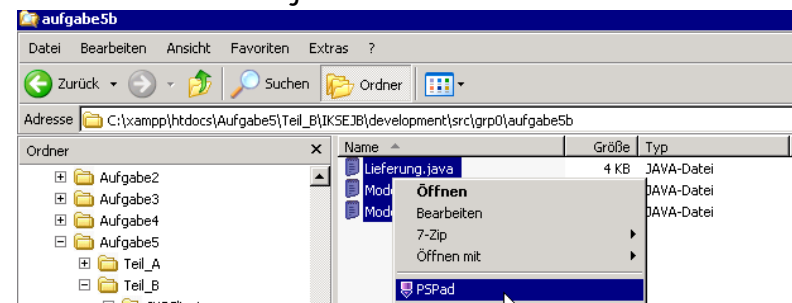 aufgabe5b
Datei Bearbeiten Ansicht Favoriten Extras ?
Zurück Suchen Ordner
Adresse C:\xampp\htdocs\Aufgabe5\Teil_B\IKSEJB\development\src\grp0\aufgabe5b
Ordner x Name Größe Typ
Aufgabe2 Lieferung.java 4 KB JAVA-Datei
Aufgabe3 Öffnen JAVA-Datei
Aufgabe4 Bearbeiten JAVA-Datei
Aufgabe5 7-Zip
Teil_A Öffnen mit
Teil_B PSPad